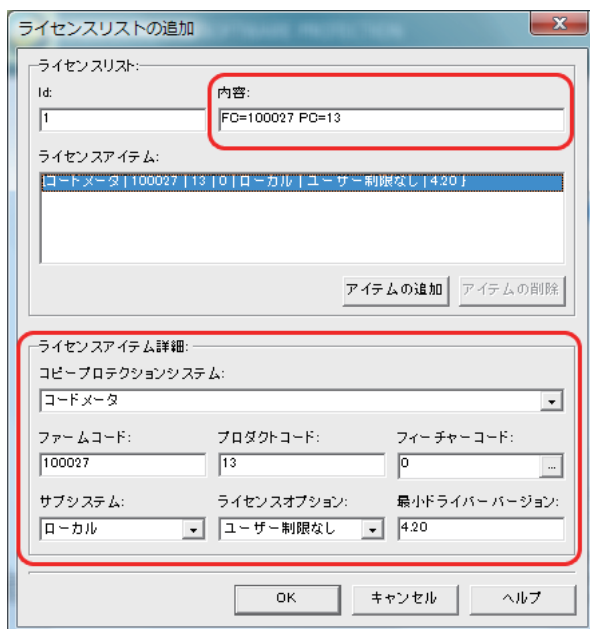 ライセンスリストの追加
ライセンスリスト:
Id: 内容:
1 FC=100027 PC=13
ライセンスアイテム:
{コードメータ | 100027 | 13 | 0 | ローカル | ユーザー制限なし | 4.20 }
アイテムの追加 アイテムの削除
ライセンスアイテム詳細:
コピープロテクションシステム:
コードメータ
ファームコード: プロダクトコード: フィーチャーコード:
100027 13 0 ...
サブシステム: ライセンスオプション: 最小ドライバーバージョン:
ローカル ユーザー制限なし 4.20
OK キャンセル ヘルプ